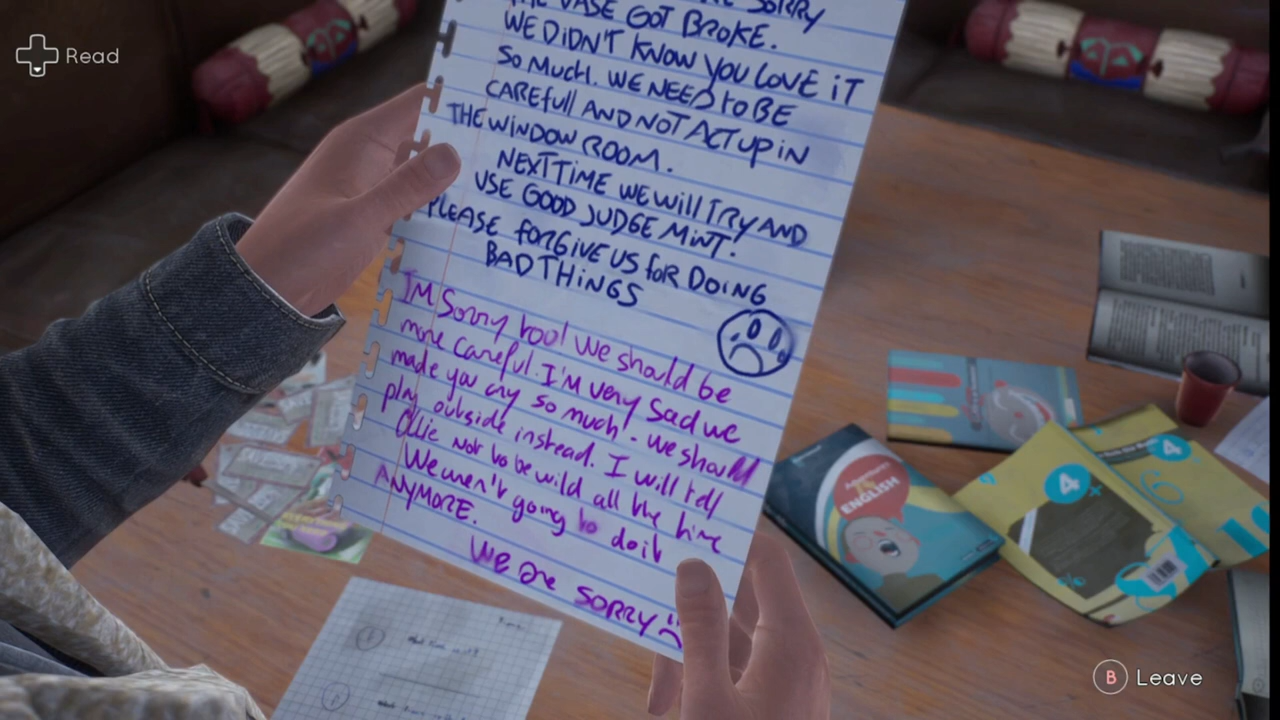 Read
SORRY
THE VASE GOT BROKE.
WE DIDN'T KNOW YOU LOVE iT
SO MUCH. WE NEED to BE
CAREfUll AND NOT ACT UP iN
THE WINDOW ROOM.
NEXT TiME WE Will TRY AND
USE GOOD JUDGE MiNT.
PLEASE FORGiVE US foR DOiNG
BAD THiNGS
I'M Sorry too! We should be
more careful. I'm very sad we
made you cry so much. We should
play outside instead. I will tell
Ollie not to be wild all the time
We weren't going to do it
ANYMORE.
We are SORRY
ENGLISH
4
4
6
B Leave